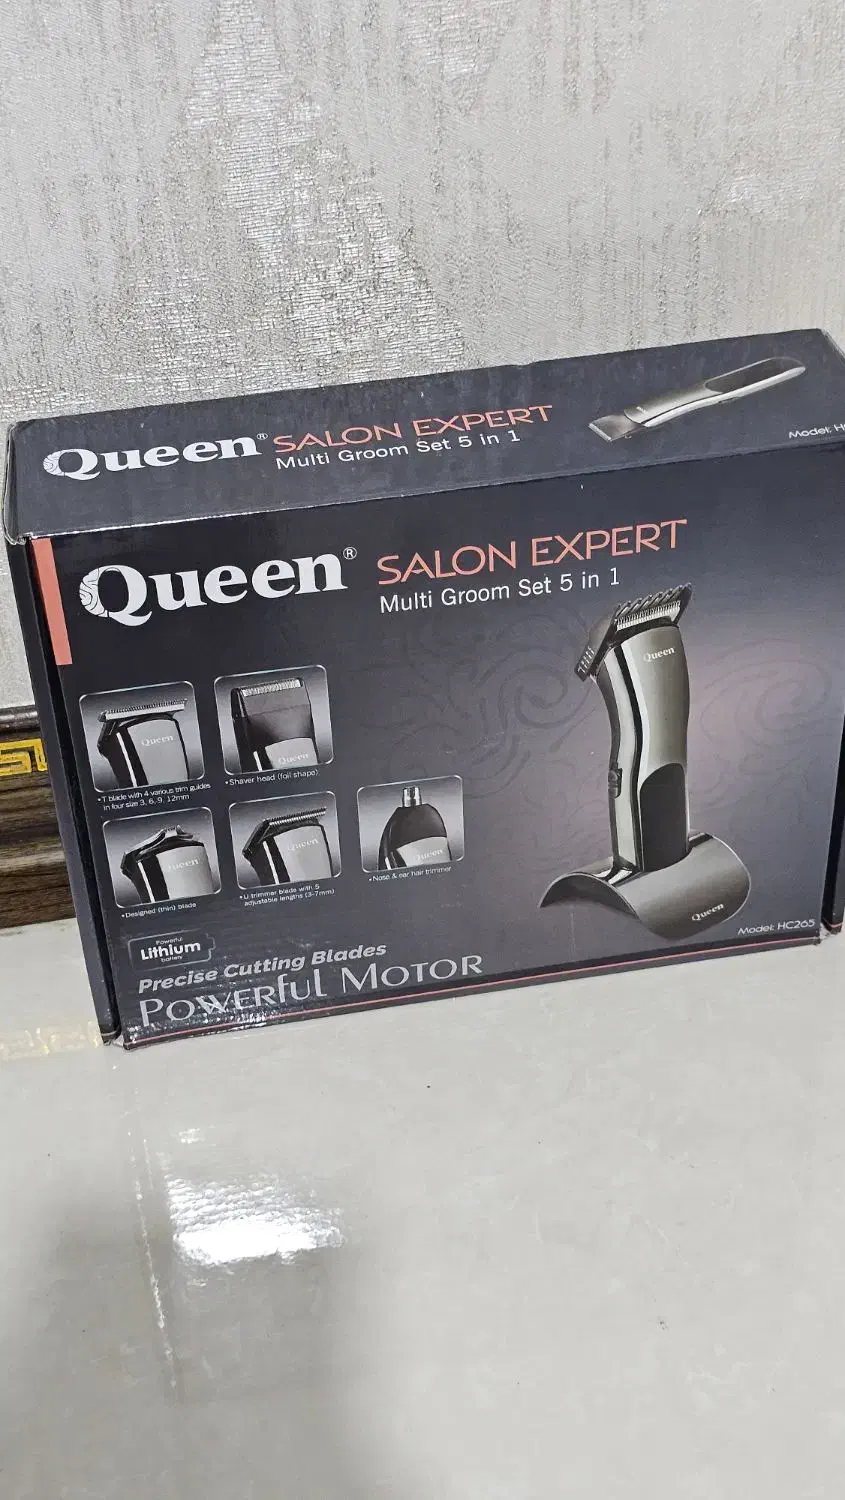 Queen® SALON EXPERT
Multi Groom Set 5 in 1
Model: H
Queen® SALON EXPERT
Multi Groom Set 5 in 1
Queen
Queen
Queen
• T blade with 4 various trim guides
in four size 3, 6, 9, 12mm
• Shaver head (foil shape)
Queen
Queen
Queen
• Designed (thin) blade
• U trimmer blade with 5
adjustable lengths (3-7mm)
• Nose & ear hair trimmer
Queen
Model: HC265
Powerful
Lithium
battery
Precise Cutting Blades
POWERFUL MOTOR